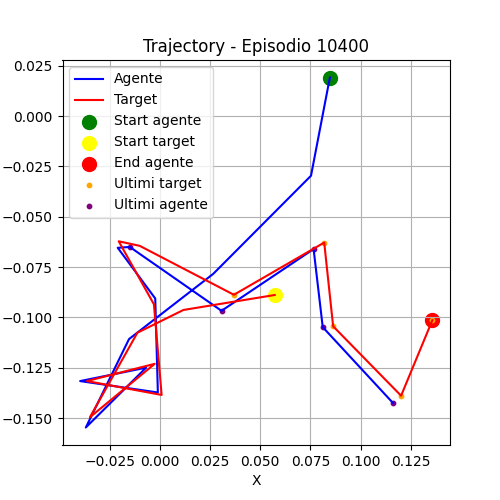 Trajectory - Episodio 10400
0.025
0.000
−0.025
−0.050
−0.075
−0.100
−0.125
−0.150
Agente
Target
Start agente
Start target
End agente
Ultimi target
Ultimi agente
−0.025 0.000 0.025 0.050 0.075 0.100 0.125
X